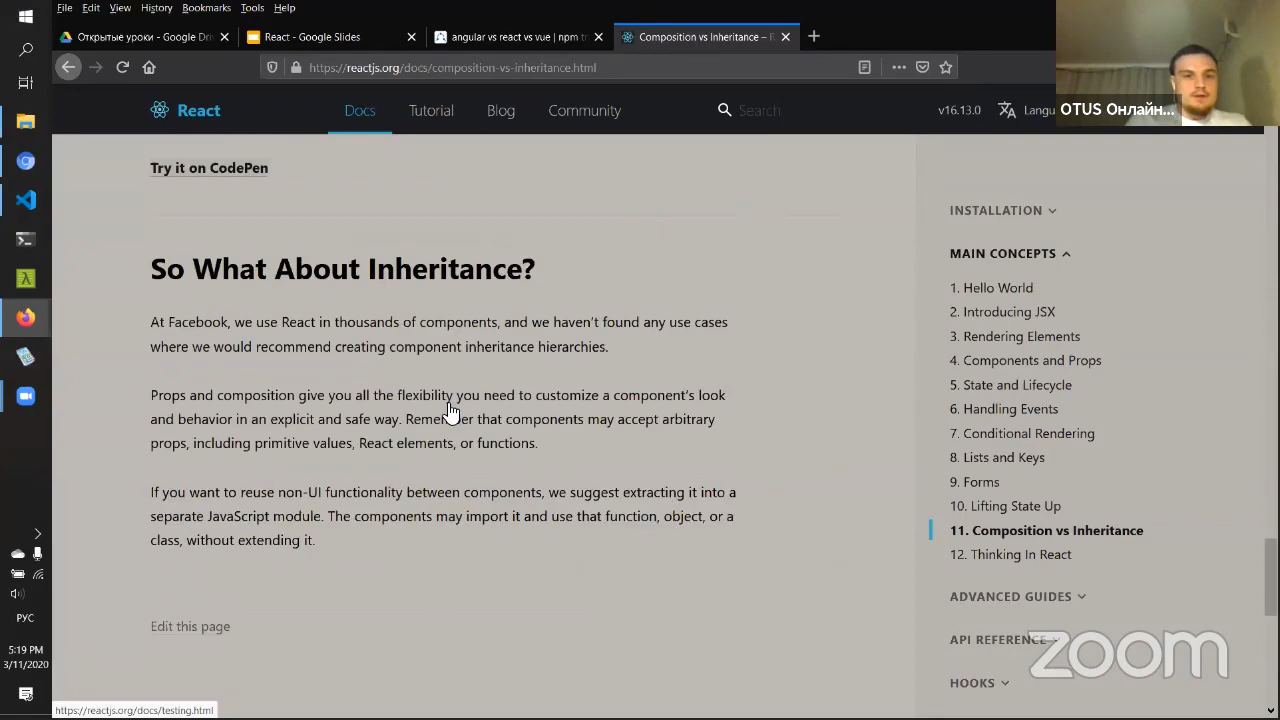 File Edit View History Bookmarks Tools Help
Открытые уроки - Google Dri
React - Google Slides
angular vs react vs vue | npm tr
Composition vs Inheritance – R
https://reactjs.org/docs/composition-vs-inheritance.html
React
Docs
Tutorial
Blog
Community
Search
v16.13.0
Langu
OTUS Онлайн...
Try it on CodePen
So What About Inheritance?
At Facebook, we use React in thousands of components, and we haven’t found any use cases
where we would recommend creating component inheritance hierarchies.
Props and composition give you all the flexibility you need to customize a component’s look
and behavior in an explicit and safe way. Remember that components may accept arbitrary
props, including primitive values, React elements, or functions.
If you want to reuse non-UI functionality between components, we suggest extracting it into a
separate JavaScript module. The components may import it and use that function, object, or a
class, without extending it.
Edit this page
INSTALLATION
MAIN CONCEPTS
1. Hello World
2. Introducing JSX
3. Rendering Elements
4. Components and Props
5. State and Lifecycle
6. Handling Events
7. Conditional Rendering
8. Lists and Keys
9. Forms
10. Lifting State Up
11. Composition vs Inheritance
12. Thinking In React
ADVANCED GUIDES
API REFERENCE
HOOKS
zoom
РУС
5:19 PM
3/11/2020
https://reactjs.org/docs/testing.html